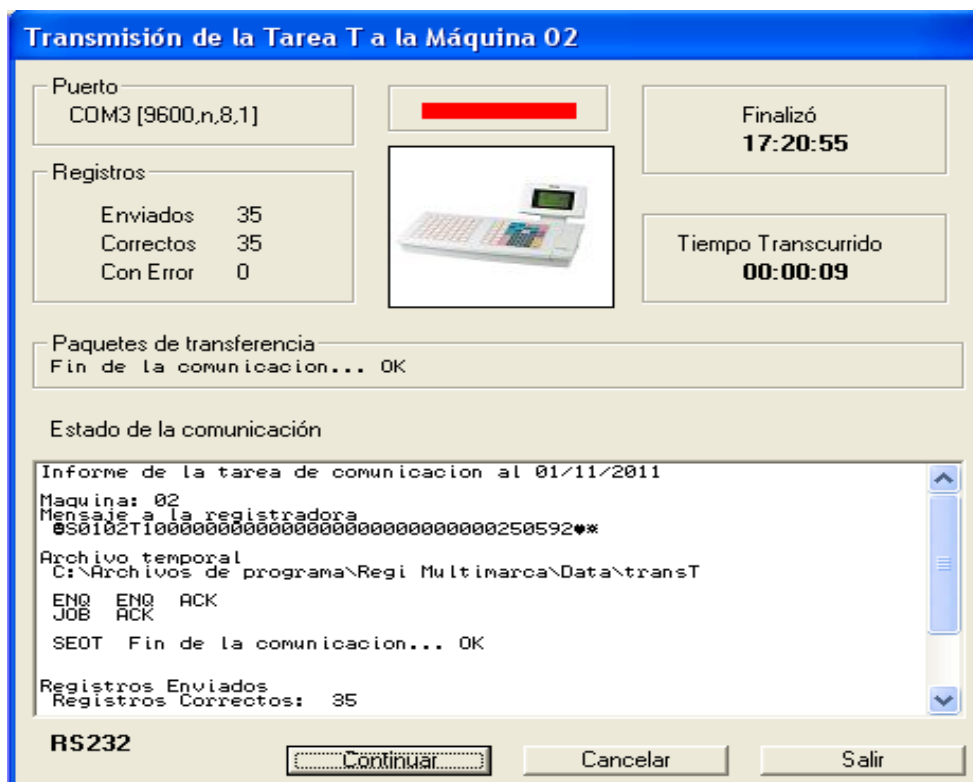 Transmisión de la Tarea T a la Máquina 02
Puerto
COM3 [9600,n,8,1]
Finalizó
17:20:55
Registros
Enviados 35
Correctos 35
Con Error 0
Tiempo Transcurrido
00:00:09
Paquetes de transferencia
Fin de la comunicacion... OK
Estado de la comunicación
Informe de la tarea de comunicacion al 01/11/2011
Maquina: 02
Mensaje a la registradora
☻S0102T10000000000000000000000000250592♥*
Archivo temporal
C:\Archivos de programa\Regi Multimarca\Data\transT
ENQ ENQ ACK
JOB ACK
SEOT Fin de la comunicacion... OK
Registros Enviados
Registros Correctos: 35
RS232
Continuar
Cancelar
Salir